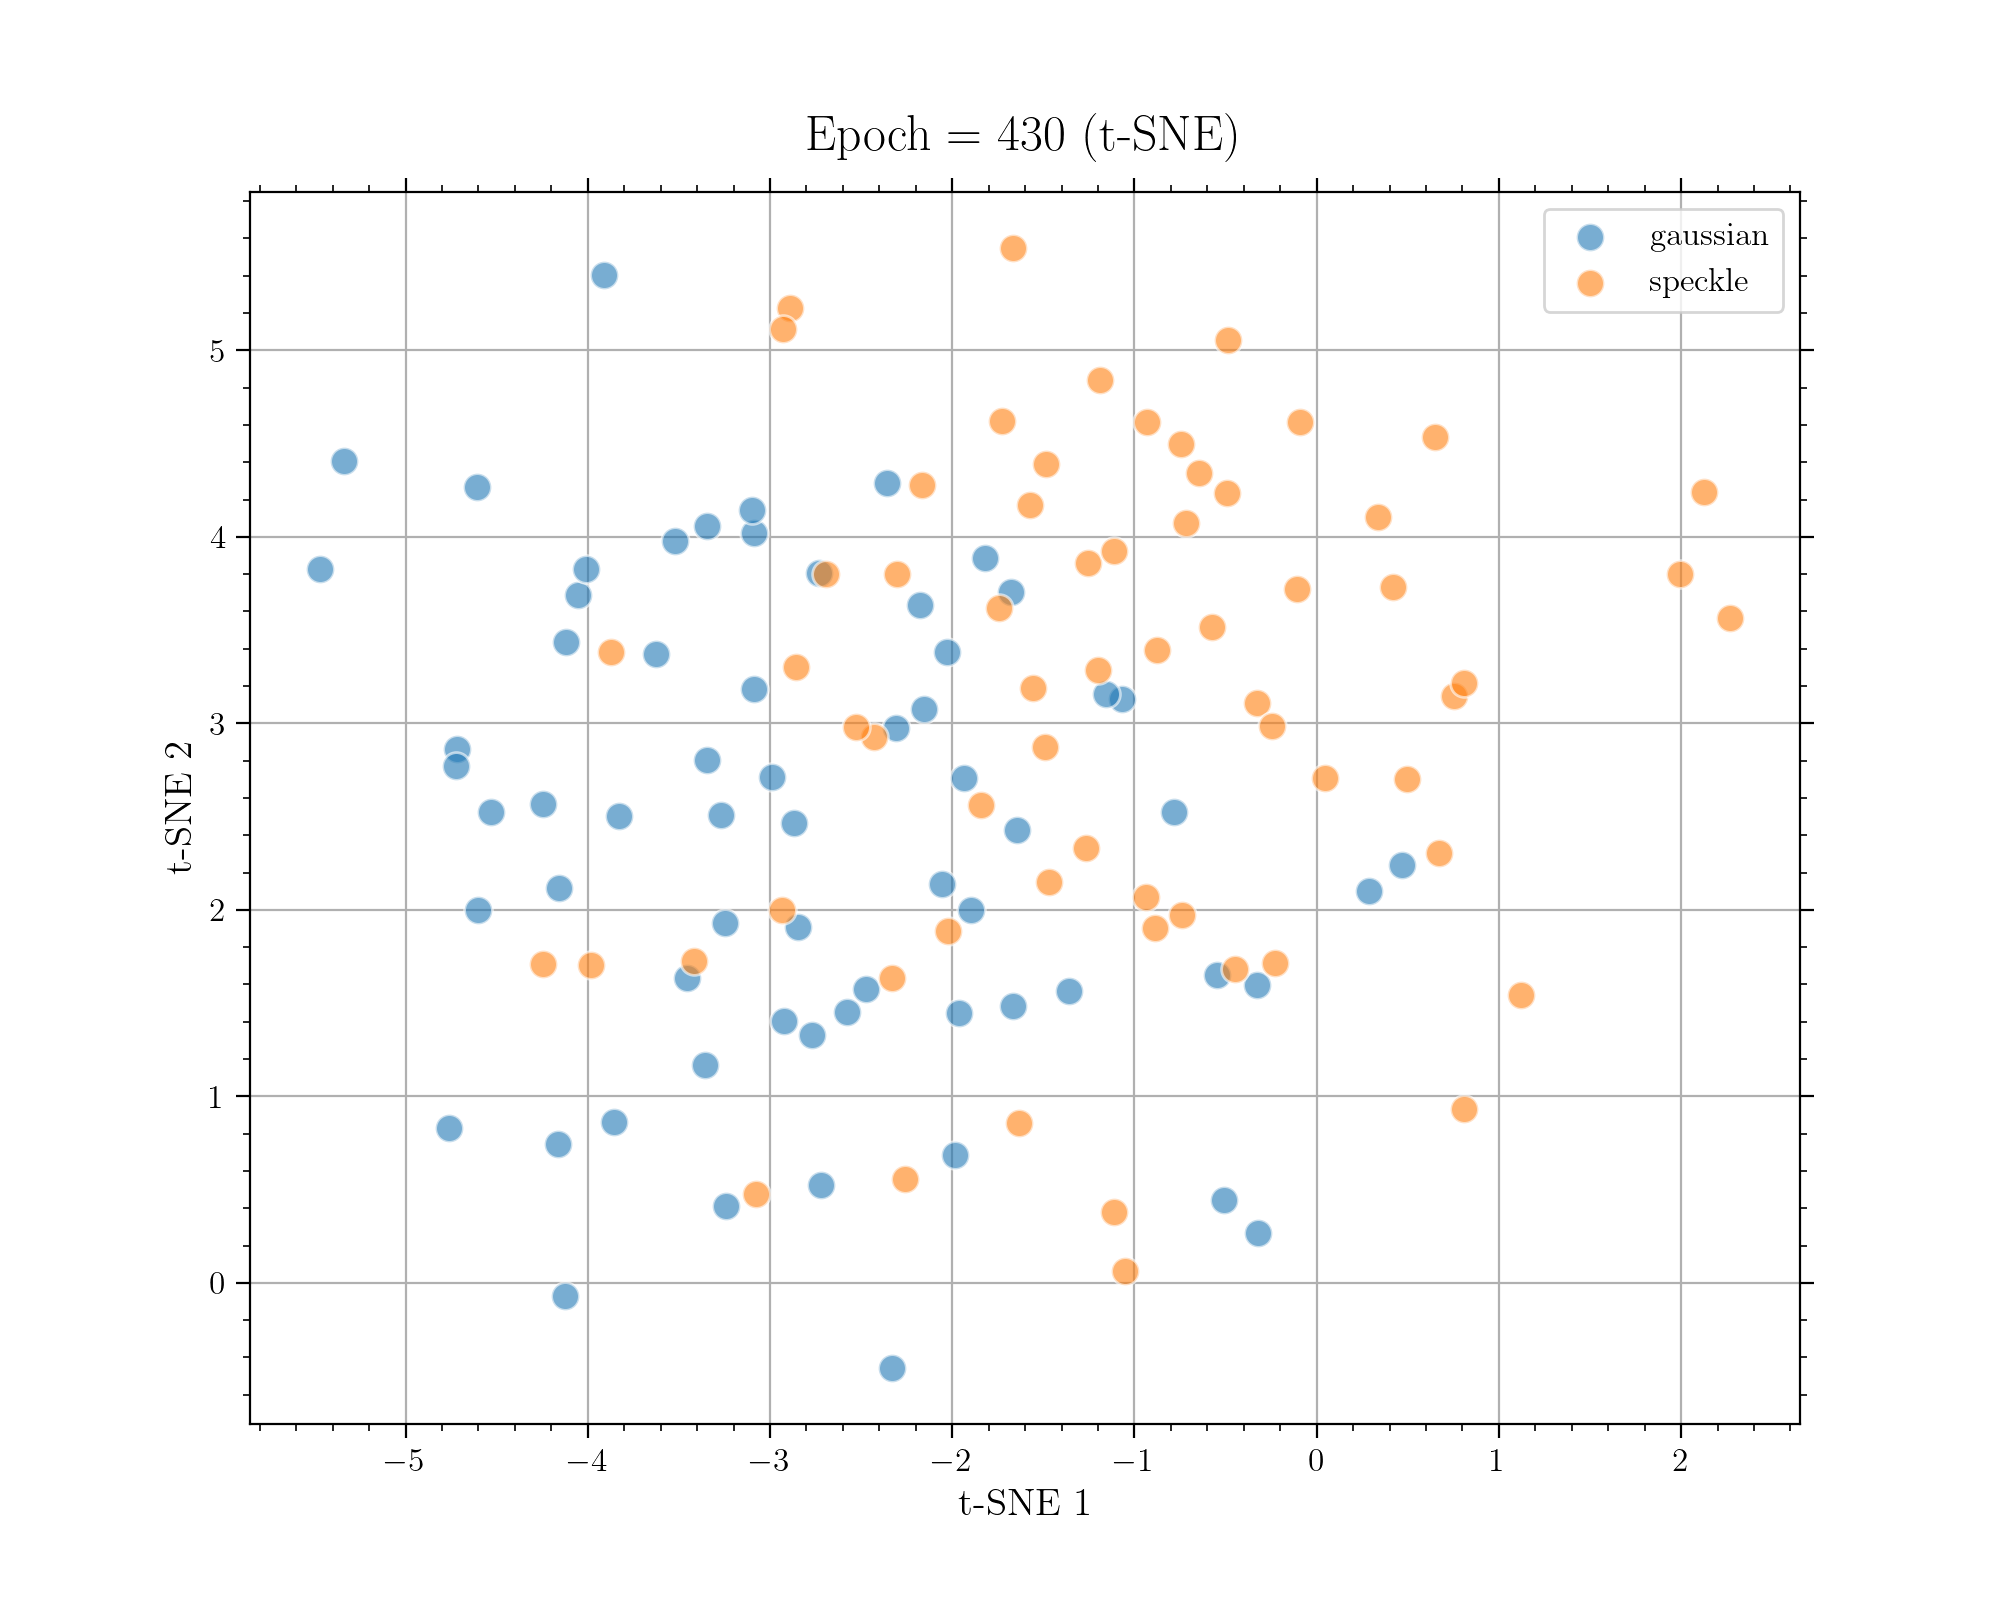 Epoch = 430 (t-SNE)
gaussian
speckle
5
4
3
2
1
0
t-SNE 2
−5 −4 −3 −2 −1 0 1 2
t-SNE 1